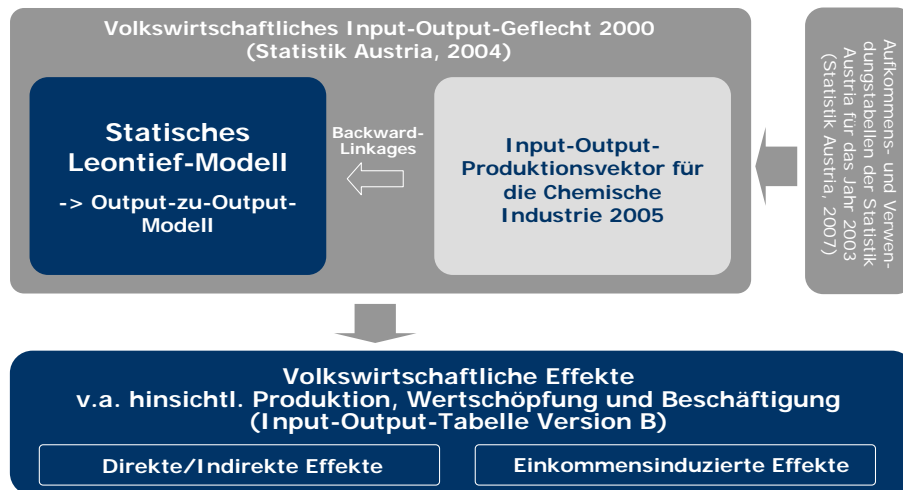 Volkswirtschaftliches Input-Output-Geflecht 2000
(Statistik Austria, 2004)
Statisches
Leontief-Modell
-> Output-zu-Output-
Modell
Backward-
Linkages
Input-Output-
Produktionsvektor für
die Chemische
Industrie 2005
Aufkommens- und Verwen-
dungstabellen der Statistik
Austria für das Jahr 2003
(Statistik Austria, 2007)
Volkswirtschaftliche Effekte
v.a. hinsichtl. Produktion, Wertschöpfung und Beschäftigung
(Input-Output-Tabelle Version B)
Direkte/Indirekte Effekte
Einkommensinduzierte Effekte